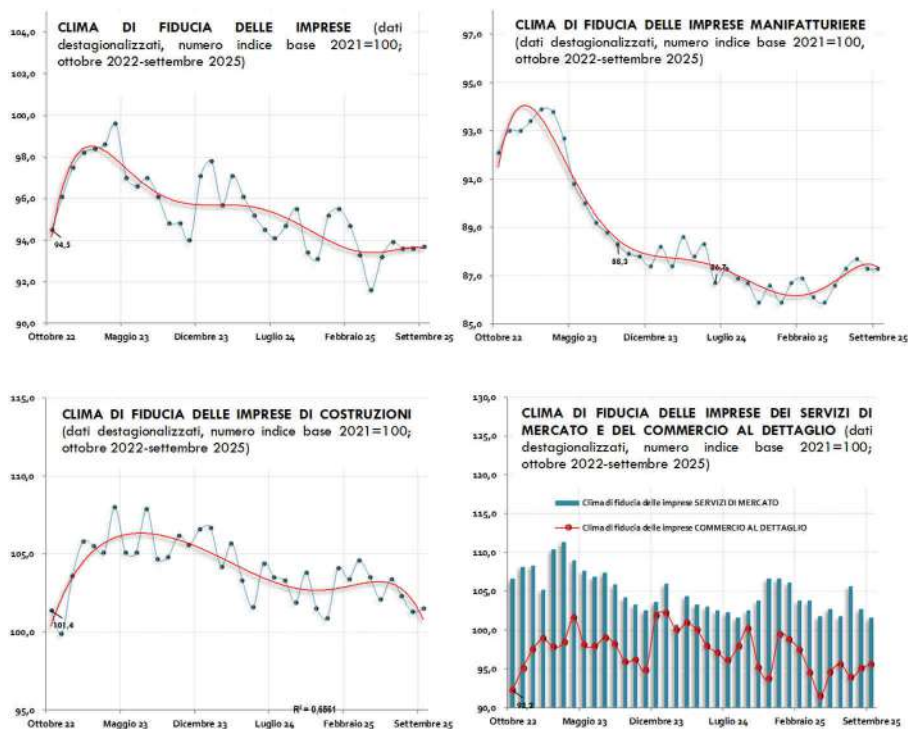 CLIMA DI FIDUCIA DELLE IMPRESE (dati
destagionalizzati, numero indice base 2021=100;
ottobre 2022-settembre 2025)
104,0
102,0
100,0
98,0
96,0
94,0
92,0
90,0
94,5
Ottobre 22 Maggio 23 Dicembre 23 Luglio 24 Febbraio 25 Settembre 25
CLIMA DI FIDUCIA DELLE IMPRESE MANIFATTURIERE
(dati destagionalizzati, numero indice base 2021=100,
ottobre 2022-settembre 2025)
97,0
95,0
93,0
91,0
89,0
87,0
85,0
88,3
86,7
Ottobre 22 Maggio 23 Dicembre 23 Luglio 24 Febbraio 25 Settembre 25
CLIMA DI FIDUCIA DELLE IMPRESE DI COSTRUZIONI
(dati destagionalizzati, numero indice base 2021=100;
ottobre 2022-settembre 2025)
115,0
110,0
105,0
100,0
95,0
101,4
R² = 0,6561
Ottobre 22 Maggio 23 Dicembre 23 Luglio 24 Febbraio 25 Settembre 25
CLIMA DI FIDUCIA DELLE IMPRESE DEI SERVIZI DI
MERCATO E DEL COMMERCIO AL DETTAGLIO (dati
destagionalizzati, numero indice base 2021=100;
ottobre 2022-settembre 2025)
130,0
125,0
120,0
115,0
110,0
105,0
100,0
95,0
90,0
Clima di fiducia delle imprese SERVIZI DI MERCATO
Clima di fiducia delle imprese COMMERCIO AL DETTAGLIO
Ottobre 22 Maggio 23 Dicembre 23 Luglio 24 Febbraio 25 Settembre 25